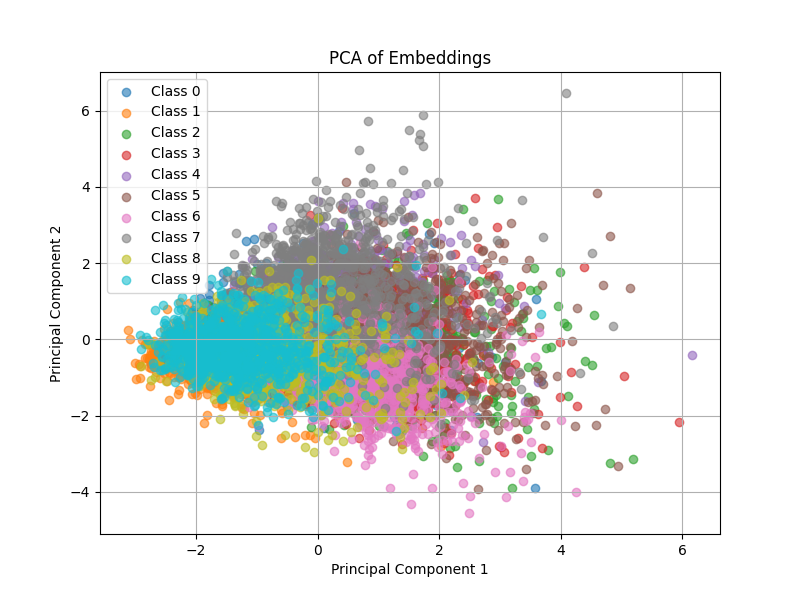 PCA of Embeddings
Class 0
Class 1
Class 2
Class 3
Class 4
Class 5
Class 6
Class 7
Class 8
Class 9
6
4
2
0
−2
−4
Principal Component 2
−2 0 2 4 6
Principal Component 1